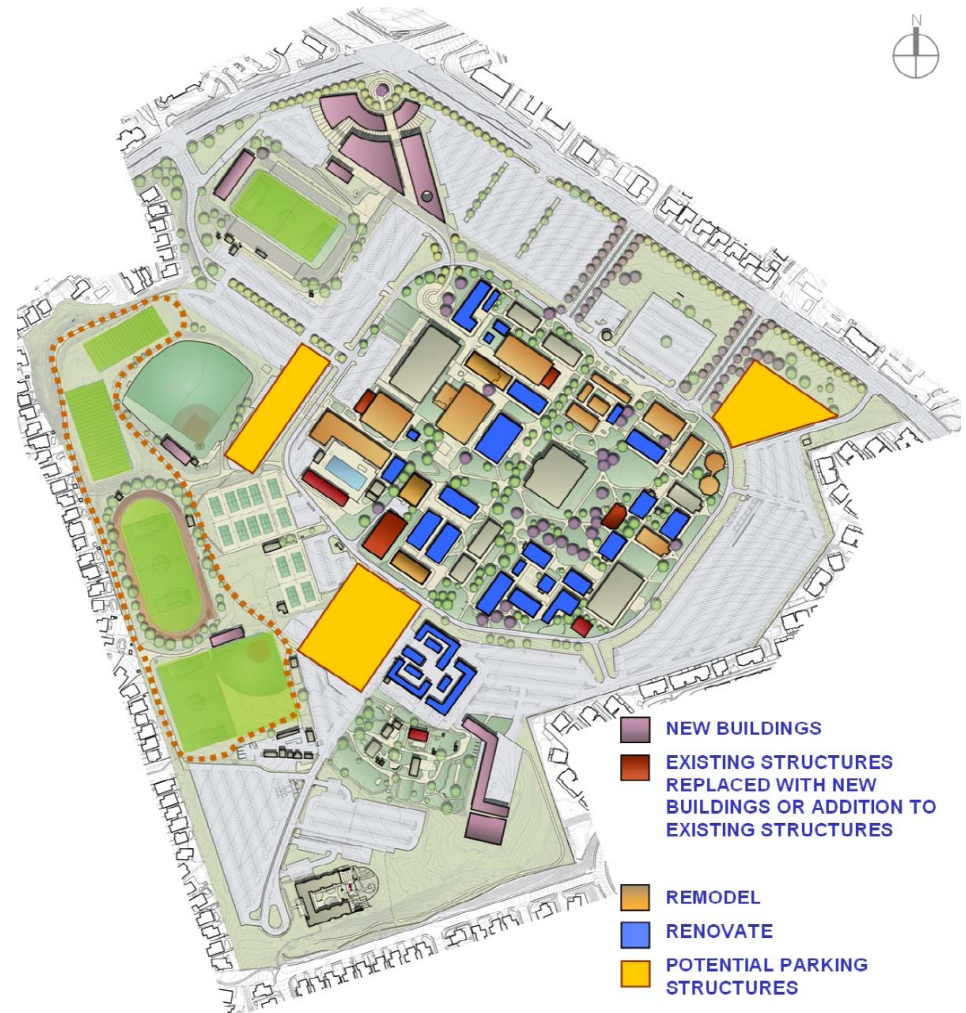 N
NEW BUILDINGS
EXISTING STRUCTURES
REPLACED WITH NEW
BUILDINGS OR ADDITION TO
EXISTING STRUCTURES
REMODEL
RENOVATE
POTENTIAL PARKING
STRUCTURES